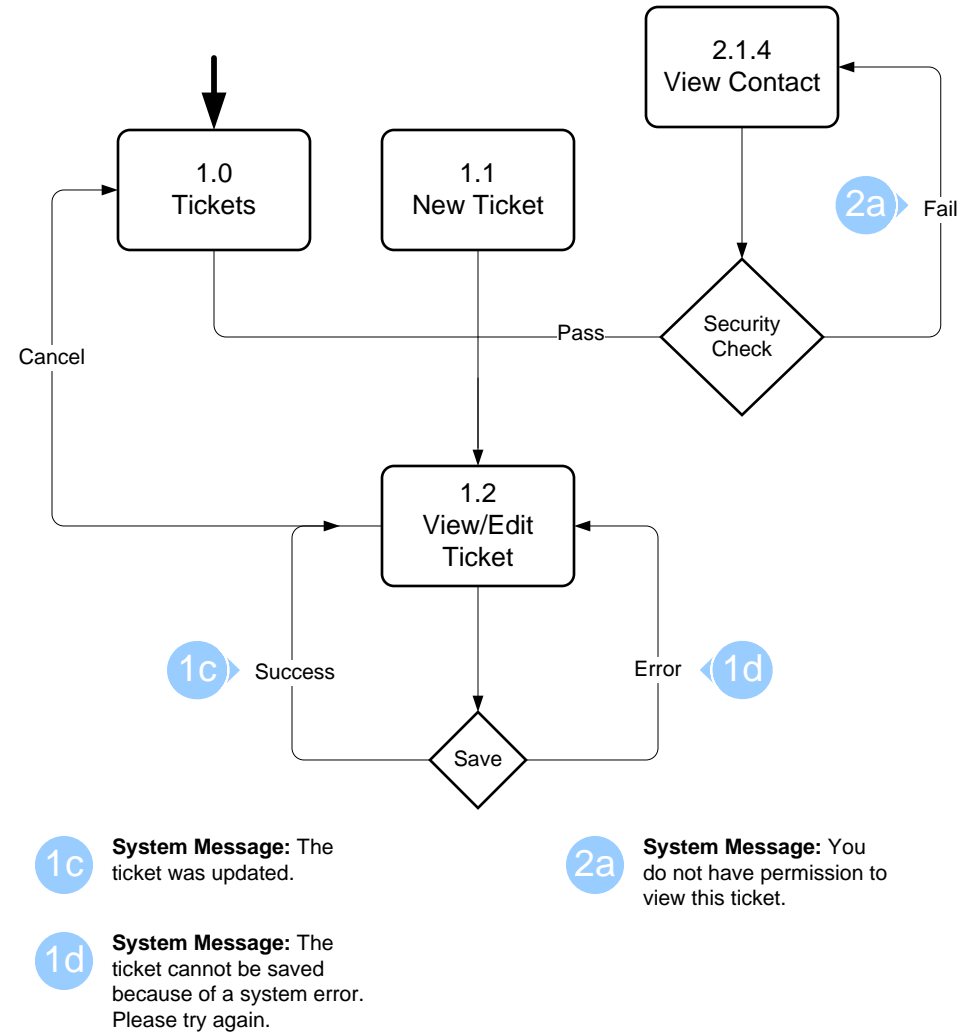 2.1.4
View Contact
1.0
Tickets
1.1
New Ticket
2a
Fail
Pass
Security
Check
Cancel
1.2
View/Edit
Ticket
1c
Success
Error
1d
Save
1c
System Message: The
ticket was updated.
2a
System Message: You
do not have permission to
view this ticket.
1d
System Message: The
ticket cannot be saved
because of a system error.
Please try again.